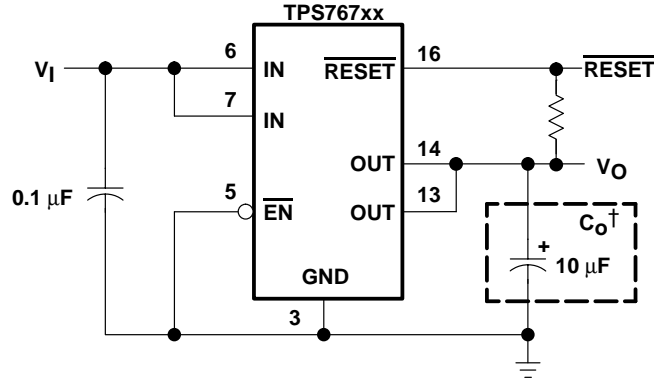 TPS767xx
V_I
6
IN
RESET
16
RESET
7
IN
OUT
14
V_O
0.1 μF
5
EN
OUT
13
C_o†
+
10 μF
GND
3